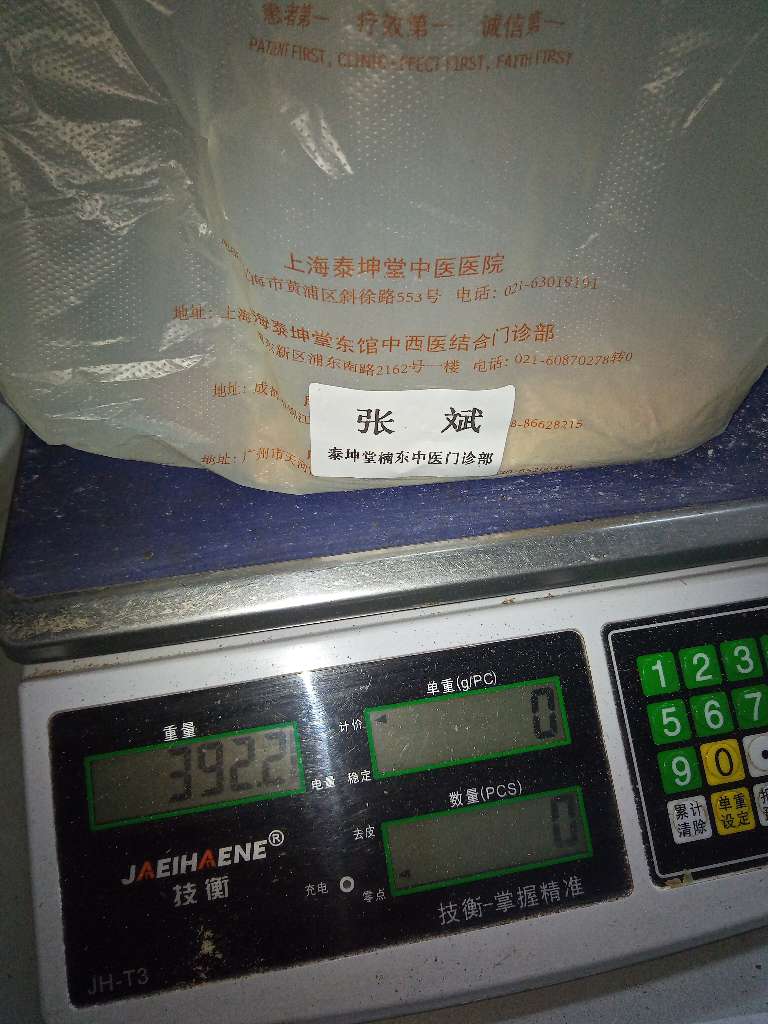 患者第一 疗效第一 诚信第一
PATENT FIRST, CLINIC FIRST, FAITH FIRST
上海泰坤堂中医医院
海市黄浦区斜徐路553号 电话: 021-63019191
地址: 上海
海泰坤堂东馆中西医结合门诊部
新区浦东南路2162号一楼 电话: 021-60870278转0
地址: 成都
8-86628215
张 斌
泰坤堂楠东中医门诊部
地址: 广州市天河
重量
392.2
电量
单重(g/PC)
计价
0
稳定
数量(PCS)
去皮
0
充电
零点
JAEIHAENE®
技衡
技衡-掌握精准
JH-T3
1 2 3
5 6 7
9 0 •
累计清除
单重设定